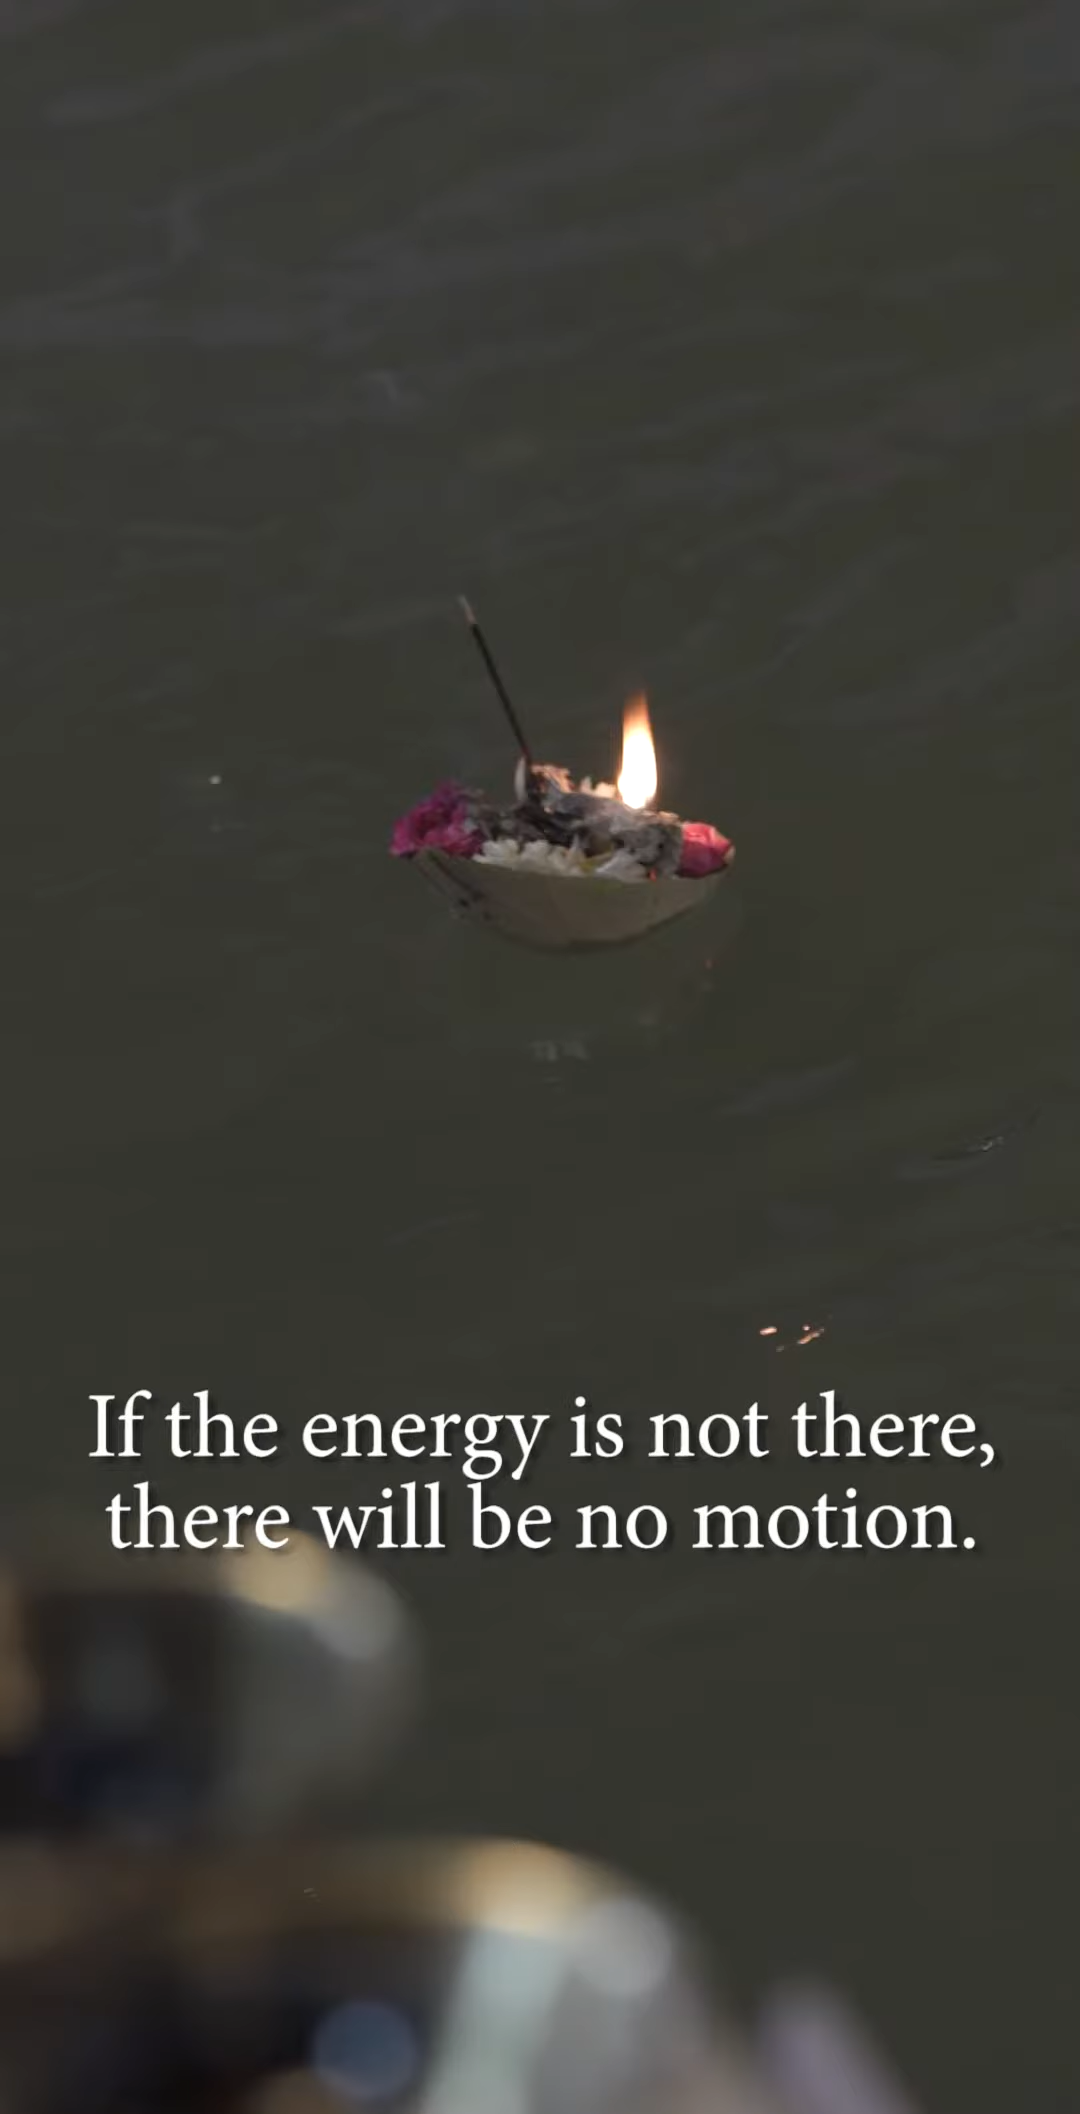 If the energy is not there,
there will be no motion.